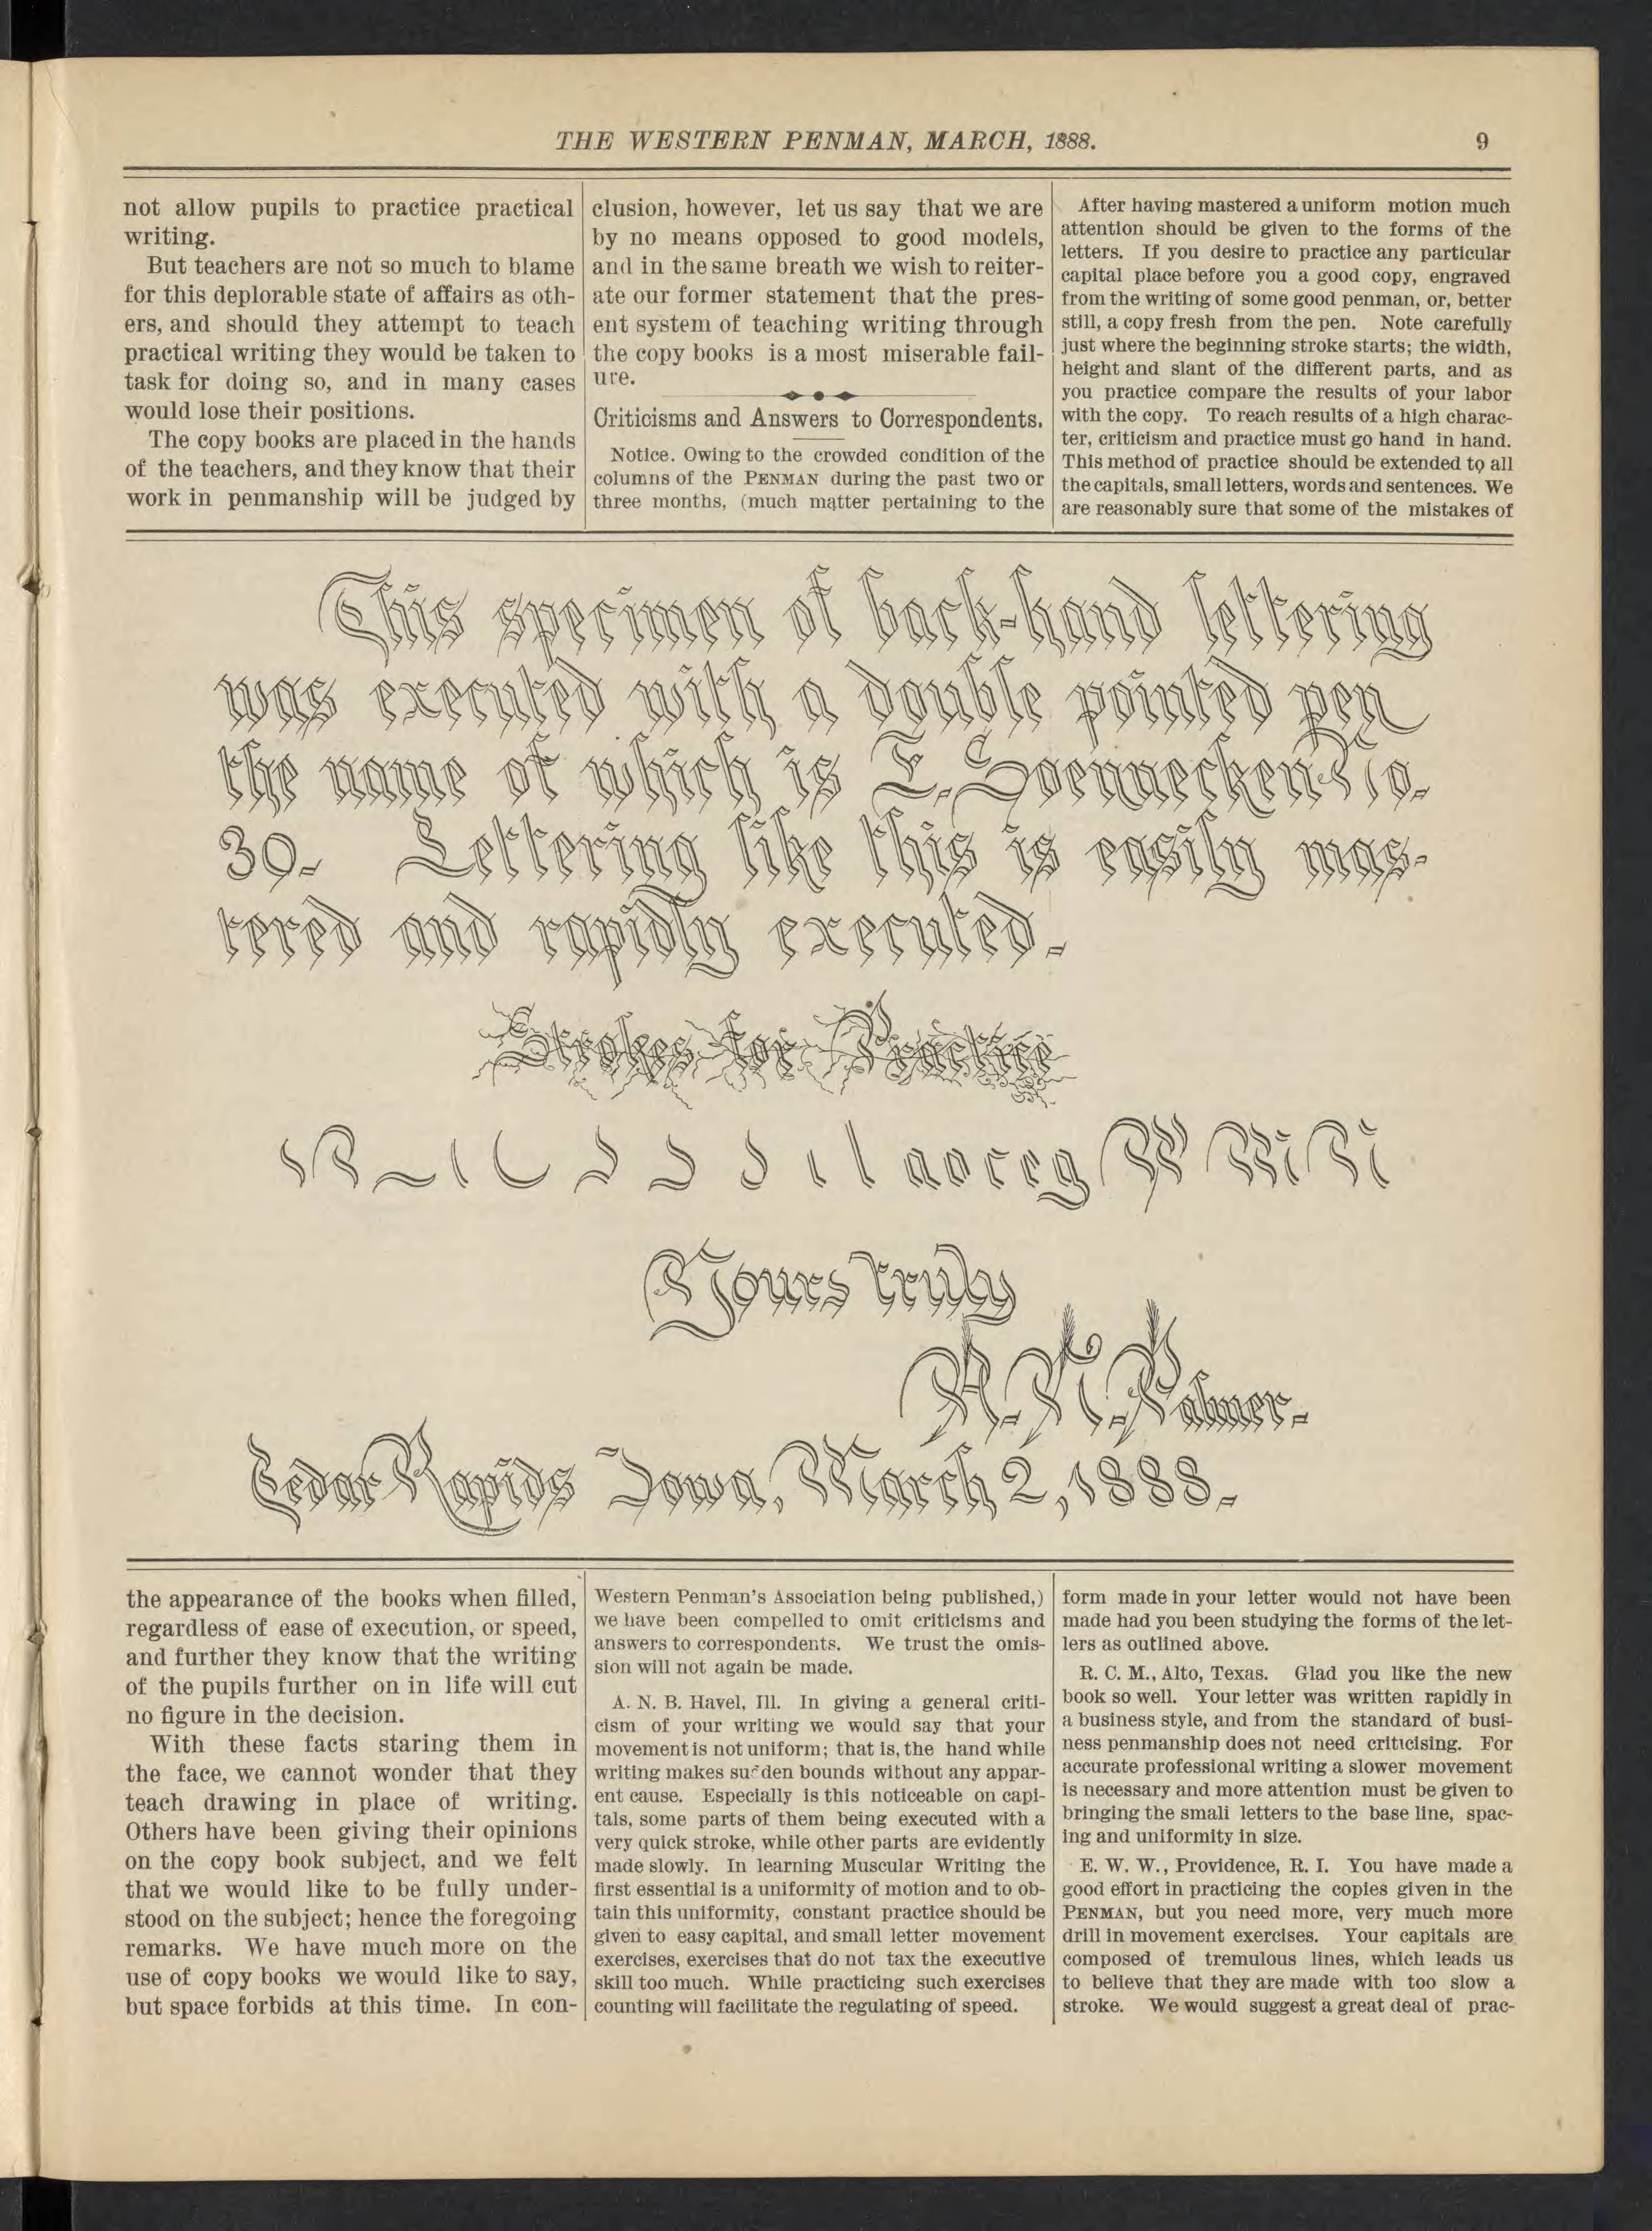 THE WESTERN PENMAN, MARCH, 1888.
9
not allow pupils to practice practical
writing.
But teachers are not so much to blame
for this deplorable state of affairs as oth-
ers, and should they attempt to teach
practical writing they would be taken to
task for doing so, and in many cases
would lose their positions.
The copy books are placed in the hands
of the teachers, and they know that their
work in penmanship will be judged by
clusion, however, let us say that we are
by no means opposed to good models,
and in the same breath we wish to reiter-
ate our former statement that the pres-
ent system of teaching writing through
the copy books is a most miserable fail-
ure.
Criticisms and Answers to Correspondents.
Notice. Owing to the crowded condition of the
columns of the PENMAN during the past two or
three months, (much matter pertaining to the
After having mastered a uniform motion much
attention should be given to the forms of the
letters. If you desire to practice any particular
capital place before you a good copy, engraved
from the writing of some good penman, or, better
still, a copy fresh from the pen. Note carefully
just where the beginning stroke starts; the width,
height and slant of the different parts, and as
you practice compare the results of your labor
with the copy. To reach results of a high charac-
ter, criticism and practice must go hand in hand.
This method of practice should be extended to all
the capitals, small letters, words and sentences. We
are reasonably sure that some of the mistakes of
This specimen of back-hand lettering
was executed with a double pointed pen
the name of which is F. Soennecken No.
30. Lettering like this is easily mas-
tered and rapidly executed.
Strokes for Practice
Yours truly
A. N. Palmer.
Cedar Rapids Iowa, March 2, 1888.
the appearance of the books when filled,
regardless of ease of execution, or speed,
and further they know that the writing
of the pupils further on in life will cut
no figure in the decision.
With these facts staring them in
the face, we cannot wonder that they
teach drawing in place of writing.
Others have been giving their opinions
on the copy book subject, and we felt
that we would like to be fully under-
stood on the subject; hence the foregoing
remarks. We have much more on the
use of copy books we would like to say,
but space forbids at this time. In con-
Western Penman's Association being published,)
we have been compelled to omit criticisms and
answers to correspondents. We trust the omis-
sion will not again be made.
A. N. B. Havel, Ill. In giving a general criti-
cism of your writing we would say that your
movement is not uniform; that is, the hand while
writing makes sudden bounds without any appar-
ent cause. Especially is this noticeable on capi-
tals, some parts of them being executed with a
very quick stroke, while other parts are evidently
made slowly. In learning Muscular Writing the
first essential is a uniformity of motion and to ob-
tain this uniformity, constant practice should be
given to easy capital, and small letter movement
exercises, exercises that do not tax the executive
skill too much. While practicing such exercises
counting will facilitate the regulating of speed.
form made in your letter would not have been
made had you been studying the forms of the let-
lers as outlined above.
R. C. M., Alto, Texas. Glad you like the new
book so well. Your letter was written rapidly in
a business style, and from the standard of busi-
ness penmanship does not need criticising. For
accurate professional writing a slower movement
is necessary and more attention must be given to
bringing the small letters to the base line, spac-
ing and uniformity in size.
E. W. W., Providence, R. I. You have made a
good effort in practicing the copies given in the
PENMAN, but you need more, very much more
drill in movement exercises. Your capitals are
composed of tremulous lines, which leads us
to believe that they are made with too slow a
stroke. We would suggest a great deal of prac-